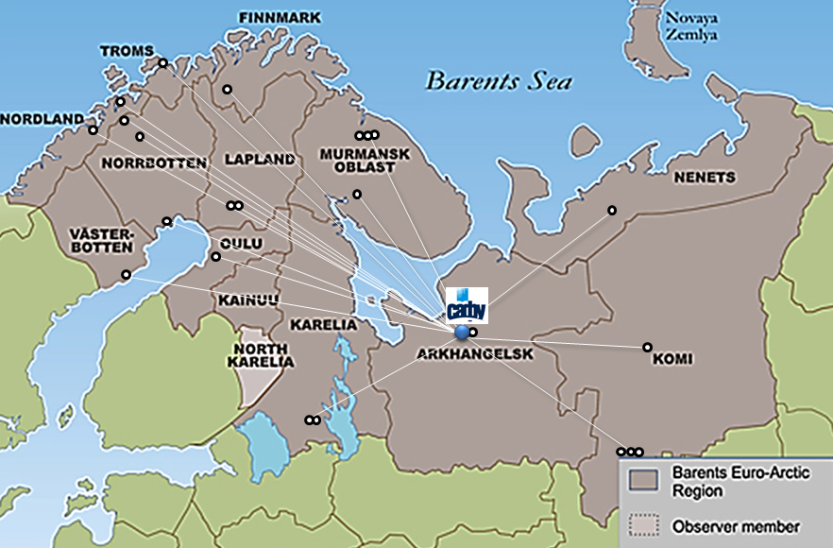 FINNMARK
Novaya
Zemlya
TROMS
Barents Sea
NORDLAND
NORRBOTTEN
LAPLAND
MURMANSK
OBLAST
NENETS
VÄSTER-
BOTTEN
OULU
KAINUU
KARELIA
carhv
ARKHANGELSK
NORTH
KARELIA
KOMI
Barents Euro-Arctic
Region
Observer member